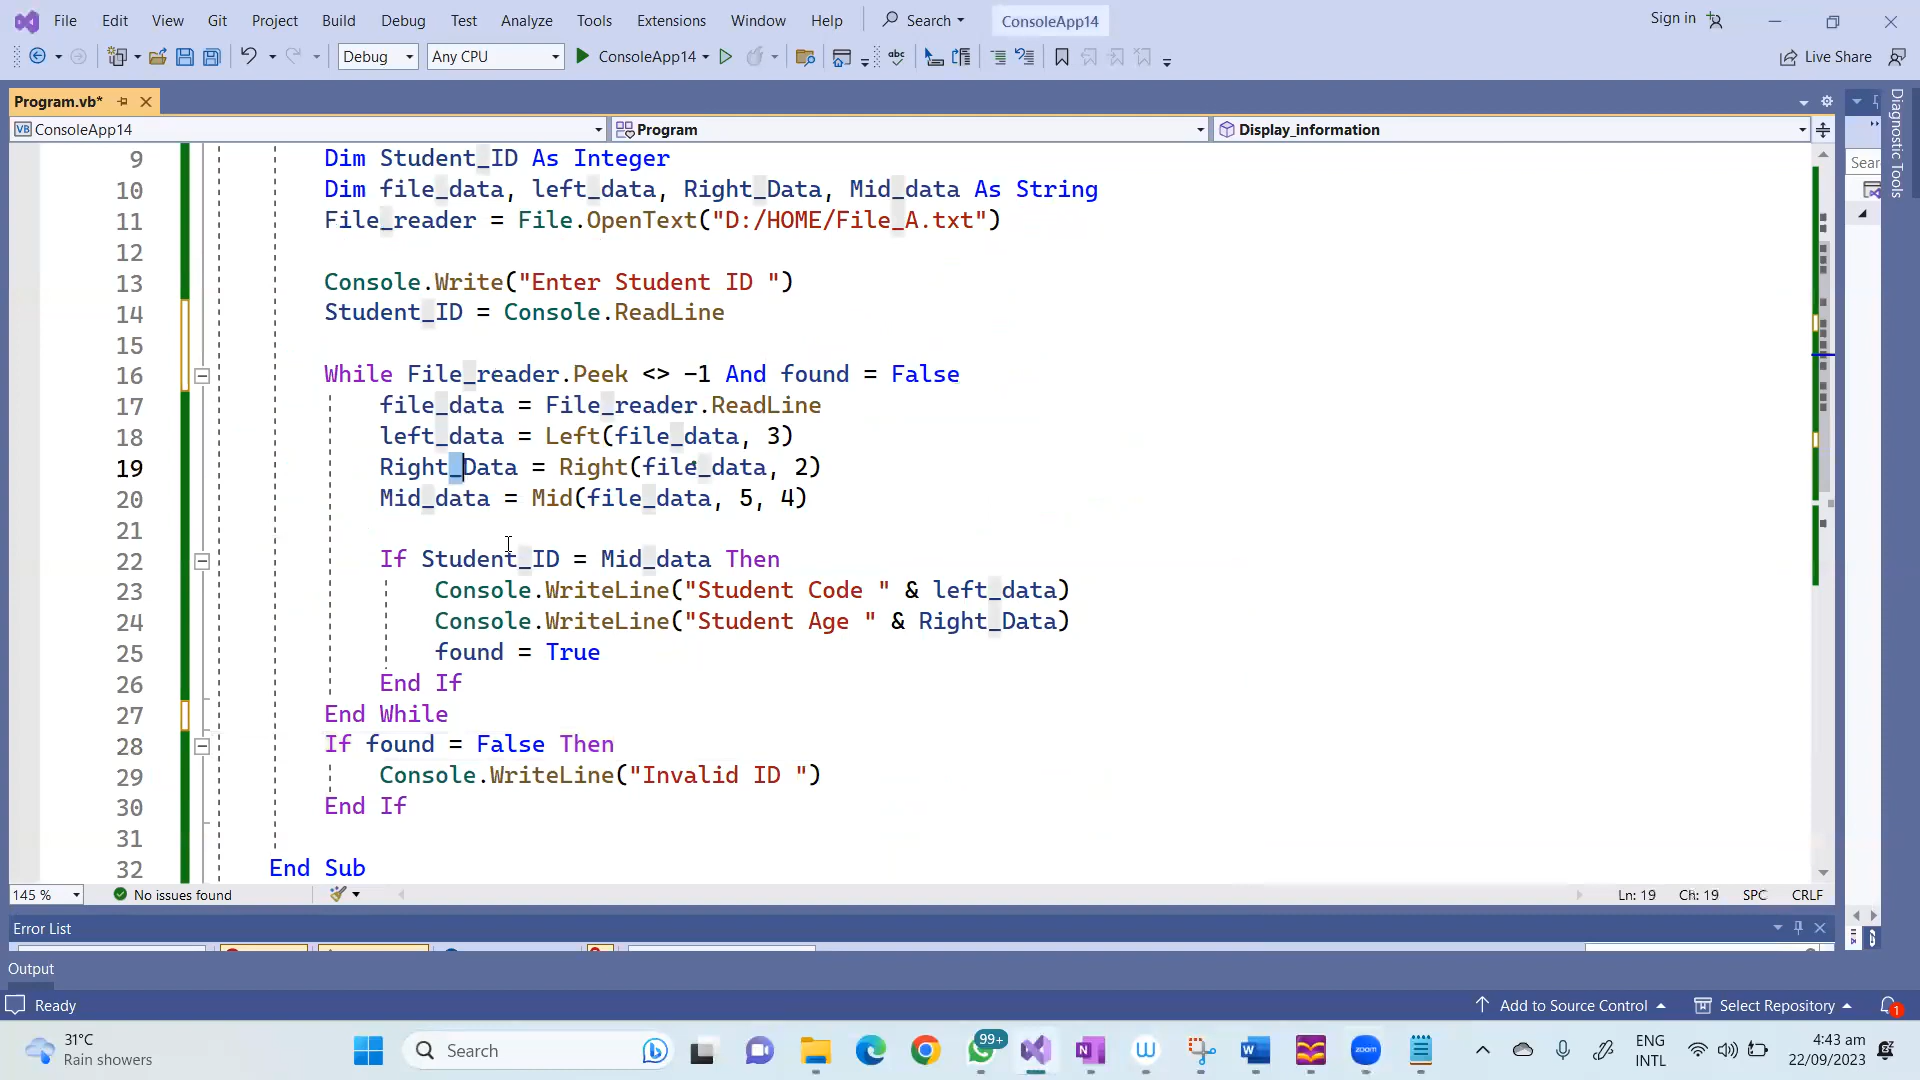 File Edit View Git Project Build Debug Test Analyze Tools Extensions Window Help Search ConsoleApp14 Sign in
Debug Any CPU ConsoleApp14 Live Share
Program.vb*
VB ConsoleApp14 Program Display_information
9 Dim Student_ID As Integer
10 Dim file_data, left_data, Right_Data, Mid_data As String
11 File_reader = File.OpenText("D:/HOME/File_A.txt")
12
13 Console.Write("Enter Student ID ")
14 Student_ID = Console.ReadLine
15
16 While File_reader.Peek <> -1 And found = False
17 file_data = File_reader.ReadLine
18 left_data = Left(file_data, 3)
19 Right_Data = Right(file_data, 2)
20 Mid_data = Mid(file_data, 5, 4)
21
22 If Student_ID = Mid_data Then
23 Console.WriteLine("Student Code " & left_data)
24 Console.WriteLine("Student Age " & Right_Data)
25 found = True
26 End If
27 End While
28 If found = False Then
29 Console.WriteLine("Invalid ID ")
30 End If
31
32 End Sub
Diagnostic Tools
Sear
145 % No issues found Ln: 19 Ch: 19 SPC CRLF
Error List
Output
Ready Add to Source Control Select Repository 1
31°C
Rain showers
Search
99+
zoom
ENG
INTL
4:43 am
22/09/2023